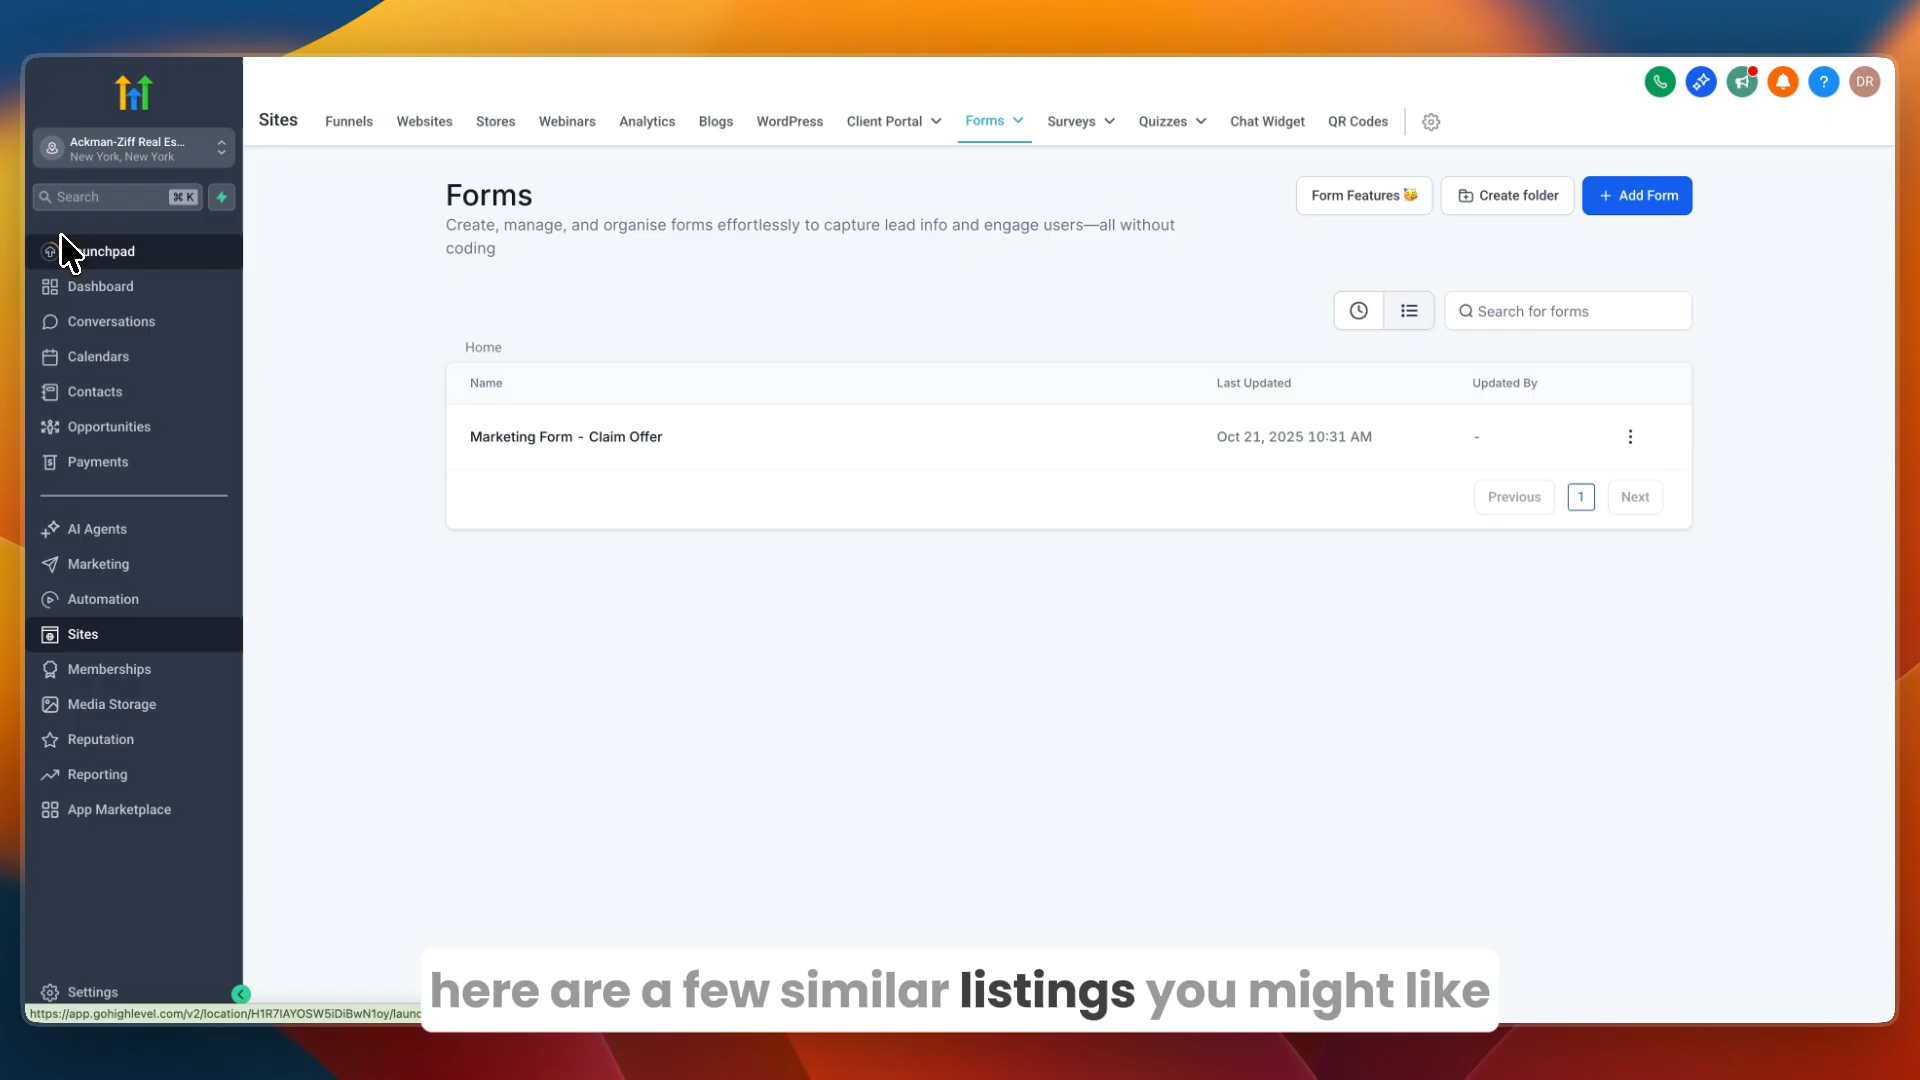 DR
Sites
Funnels
Websites
Stores
Webinars
Analytics
Blogs
WordPress
Client Portal
Forms
Surveys
Quizzes
Chat Widget
QR Codes
Ackman-Ziff Real Es...
New York, New York
Search
⌘ K
unchpad
Dashboard
Conversations
Calendars
Contacts
Opportunities
Payments
AI Agents
Marketing
Automation
Sites
Memberships
Media Storage
Reputation
Reporting
App Marketplace
Settings
Forms
Create, manage, and organise forms effortlessly to capture lead info and engage users—all without
coding
Form Features 🥳
Create folder
+ Add Form
Search for forms
Home
Name
Last Updated
Updated By
Marketing Form - Claim Offer
Oct 21, 2025 10:31 AM
-
Previous
1
Next
here are a few similar listings you might like